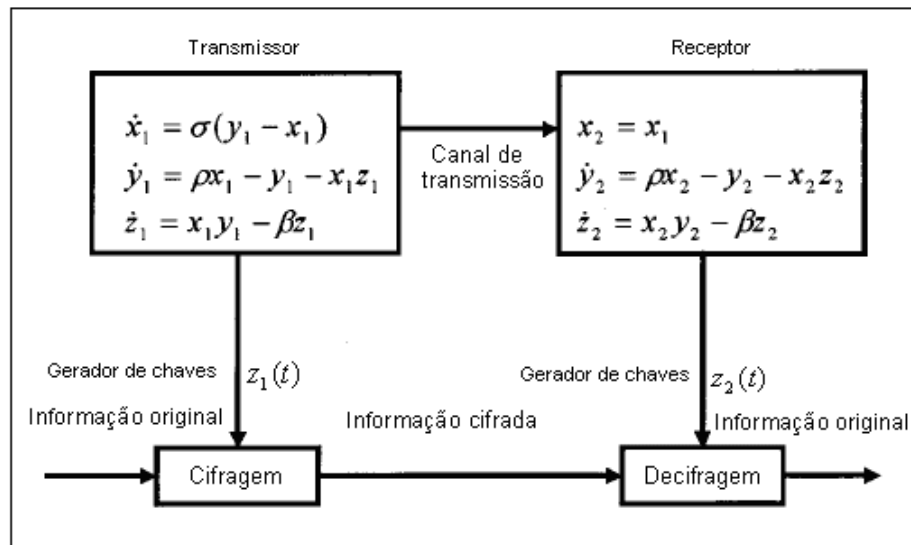 Transmissor
ẋ₁ = σ(y₁ − x₁)
ẏ₁ = ρx₁ − y₁ − x₁z₁
ż₁ = x₁y₁ − βz₁
Canal de
transmissão
Receptor
x₂ = x₁
ẏ₂ = ρx₂ − y₂ − x₂z₂
ż₂ = x₂y₂ − βz₂
Gerador de chaves z₁(t)
Gerador de chaves z₂(t)
Informação original
Informação cifrada
Informação original
Cifragem
Decifragem